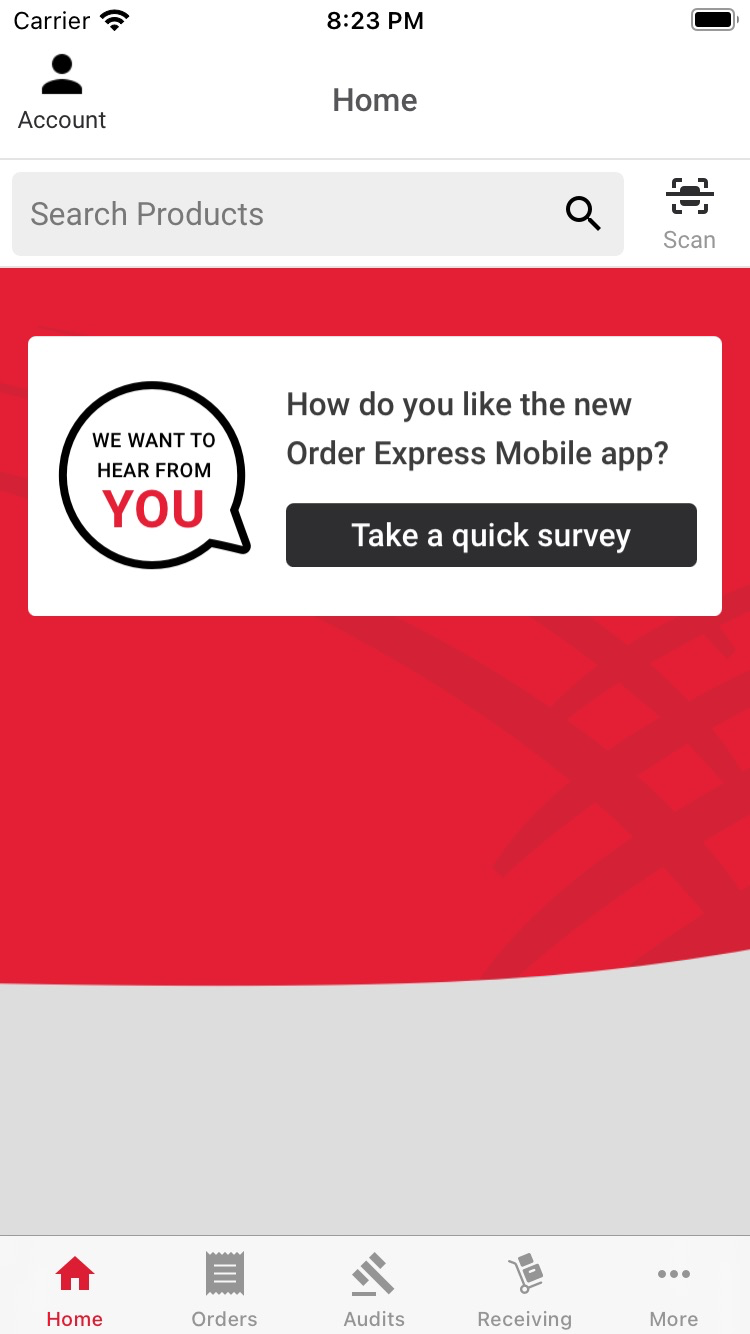 Carrier 8:23 PM
Account
Home
Search Products
Scan
WE WANT TO
HEAR FROM
YOU
How do you like the new
Order Express Mobile app?
Take a quick survey
Home Orders Audits Receiving More